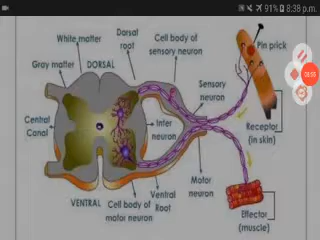 91% 8:38 p.m.
Dorsal
root
Cell body of
sensory neuron
White matter
DORSAL
Pin prick
Gray matter
Sensory
neuron
Cental
Canal
Inter
neuron
Receptor
(in skin)
Motor
neuron
Ventral
Root
VENTRAL
Cell body of
motor neuron
Effector
(muscle)